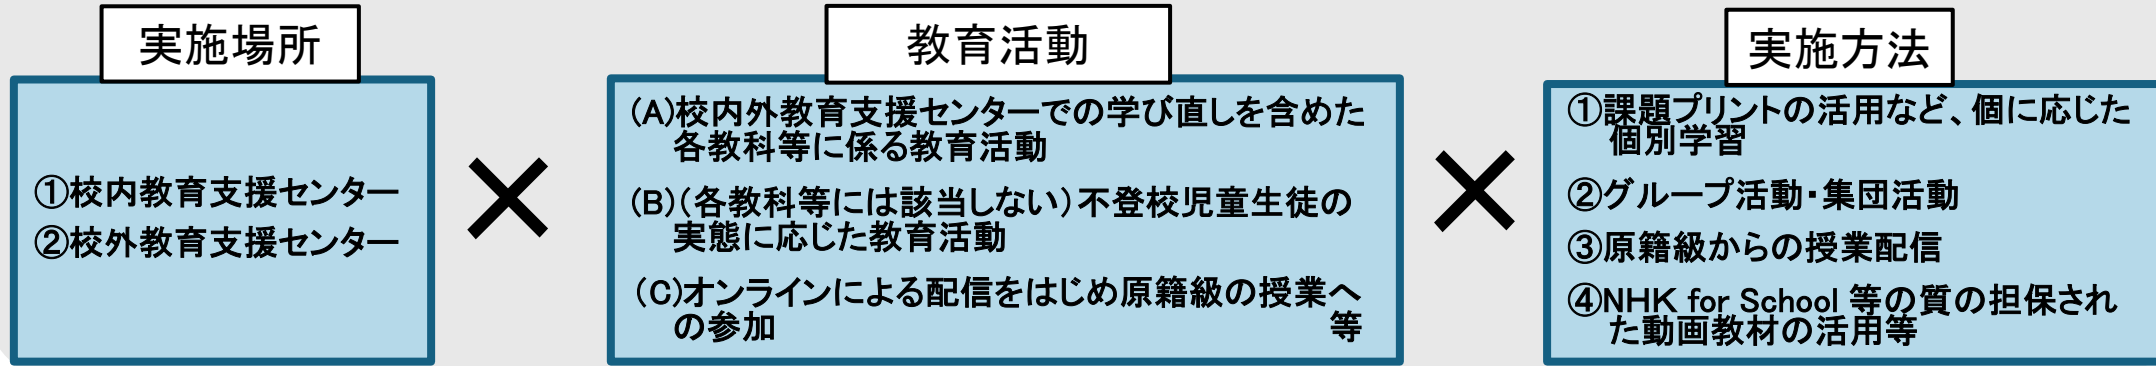 実施場所
①校内教育支援センター
②校外教育支援センター
×
教育活動
(A)校内外教育支援センターでの学び直しを含めた
各教科等に係る教育活動
(B)(各教科等には該当しない)不登校児童生徒の
実態に応じた教育活動
(C)オンラインによる配信をはじめ原籍級の授業へ
の参加 等
×
実施方法
①課題プリントの活用など、個に応じた
個別学習
②グループ活動・集団活動
③原籍級からの授業配信
④NHK for School 等の質の担保され
た動画教材の活用等